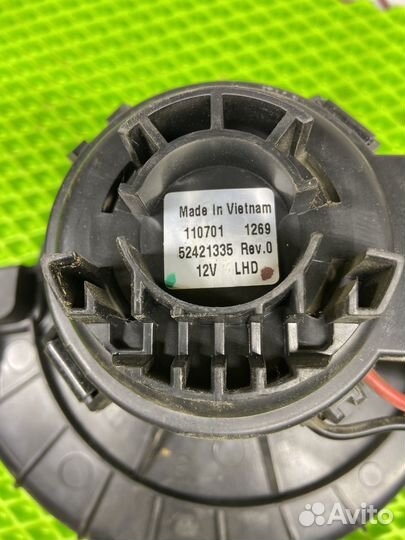 Made In Vietnam
110701 1269
52421335 Rev.0
12V LHD
Avito